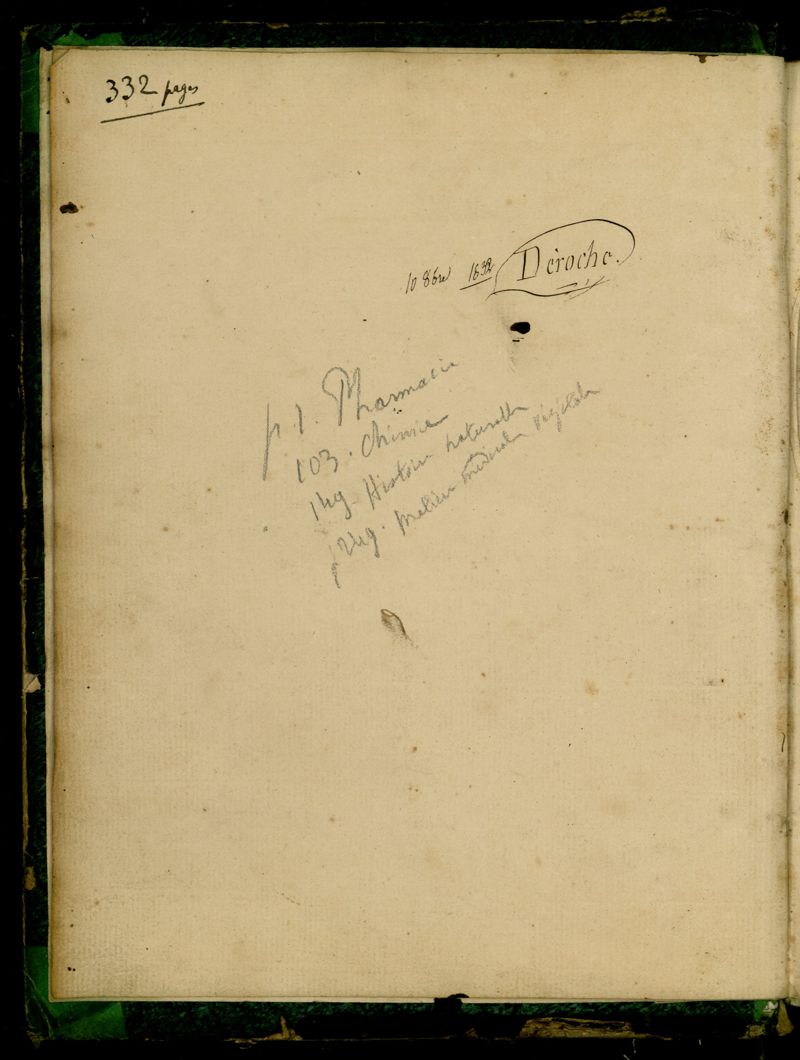 332 pages
10 8bre 1832 Déroche.
p. 1. Pharmacie
103. Chimie
149. Histoire naturelle
p 249. matière médicale végétale